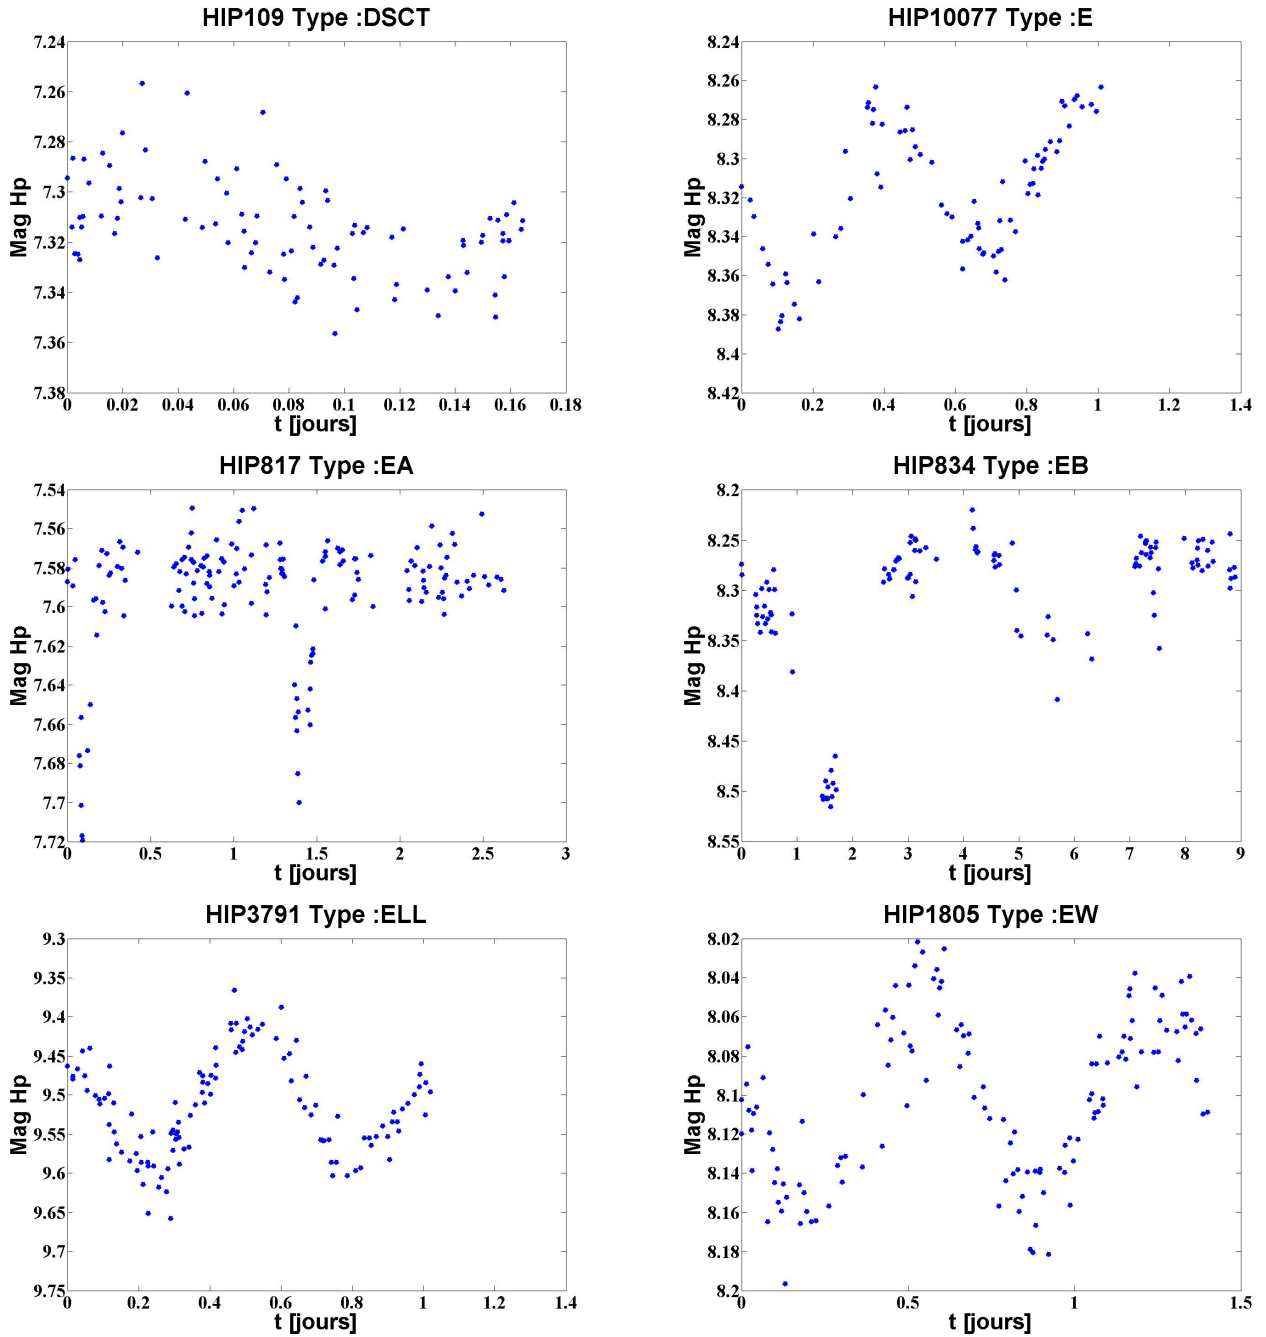 HIP109 Type :DSCT
7.24
7.26
7.28
7.3
7.32
7.34
7.36
7.38
Mag Hp
0 0.02 0.04 0.06 0.08 0.1 0.12 0.14 0.16 0.18
t [jours]
HIP10077 Type :E
8.24
8.26
8.28
8.3
8.32
8.34
8.36
8.38
8.4
8.42
Mag Hp
0 0.2 0.4 0.6 0.8 1 1.2 1.4
t [jours]
HIP817 Type :EA
7.54
7.56
7.58
7.6
7.62
7.64
7.66
7.68
7.7
7.72
Mag Hp
0 0.5 1 1.5 2 2.5 3
t [jours]
HIP834 Type :EB
8.2
8.25
8.3
8.35
8.4
8.45
8.5
8.55
Mag Hp
0 1 2 3 4 5 6 7 8 9
t [jours]
HIP3791 Type :ELL
9.3
9.35
9.4
9.45
9.5
9.55
9.6
9.65
9.7
9.75
Mag Hp
0 0.2 0.4 0.6 0.8 1 1.2 1.4
t [jours]
HIP1805 Type :EW
8.02
8.04
8.06
8.08
8.1
8.12
8.14
8.16
8.18
8.2
Mag Hp
0 0.5 1 1.5
t [jours]